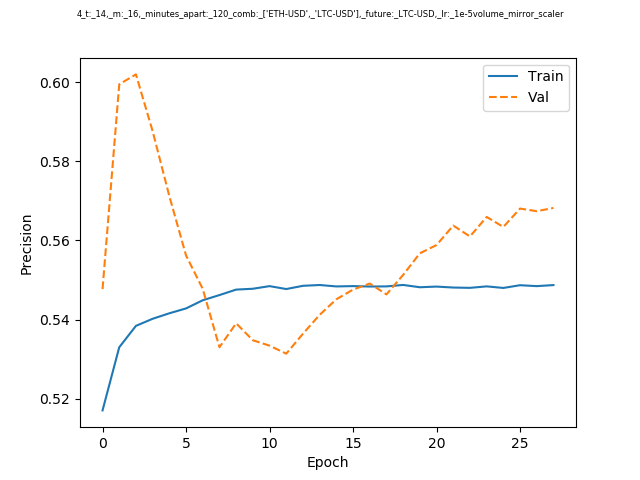 4_t:_14,_m:_16,_minutes_apart:_120_comb:_['ETH-USD',_'LTC-USD'],_future:_LTC-USD,_lr:_1e-5volume_mirror_scaler
Train
Val
0.60
0.58
0.56
0.54
0.52
Precision
0 5 10 15 20 25
Epoch